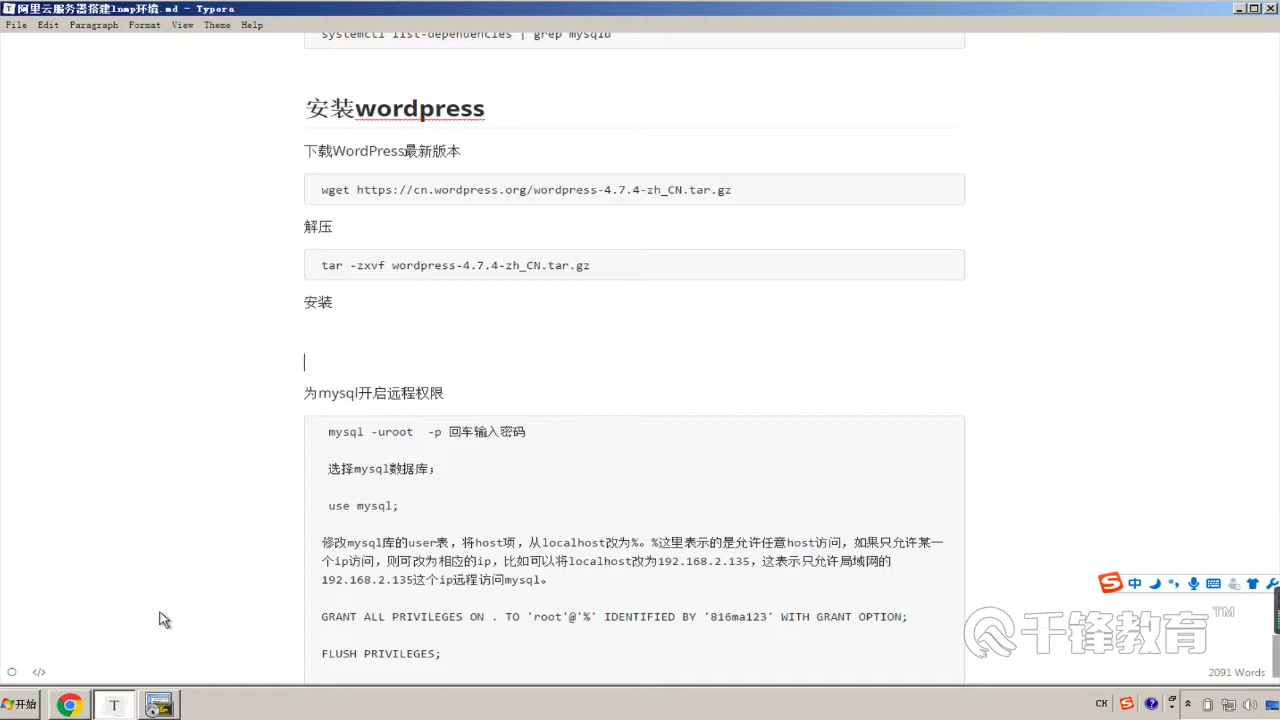 阿里云服务器搭建lnmp环境.md - Typora
File Edit Paragraph Format View Theme Help
systemctl list-dependencies | grep mysqld
安装wordpress
下载WordPress最新版本
wget https://cn.wordpress.org/wordpress-4.7.4-zh_CN.tar.gz
解压
tar -zxvf wordpress-4.7.4-zh_CN.tar.gz
安装
为mysql开启远程权限
mysql -uroot  -p 回车输入密码
选择mysql数据库；
use mysql;
修改mysql库的user表，将host项，从localhost改为%。%这里表示的是允许任意host访问，如果只允许某一
个ip访问，则可改为相应的ip，比如可以将localhost改为192.168.2.135，这表示只允许局域网的
192.168.2.135这个ip远程访问mysql。
GRANT ALL PRIVILEGES ON . TO 'root'@'%' IDENTIFIED BY '816ma123' WITH GRANT OPTION;
FLUSH PRIVILEGES;
中
千锋教育™
2091 Words
开始
CH